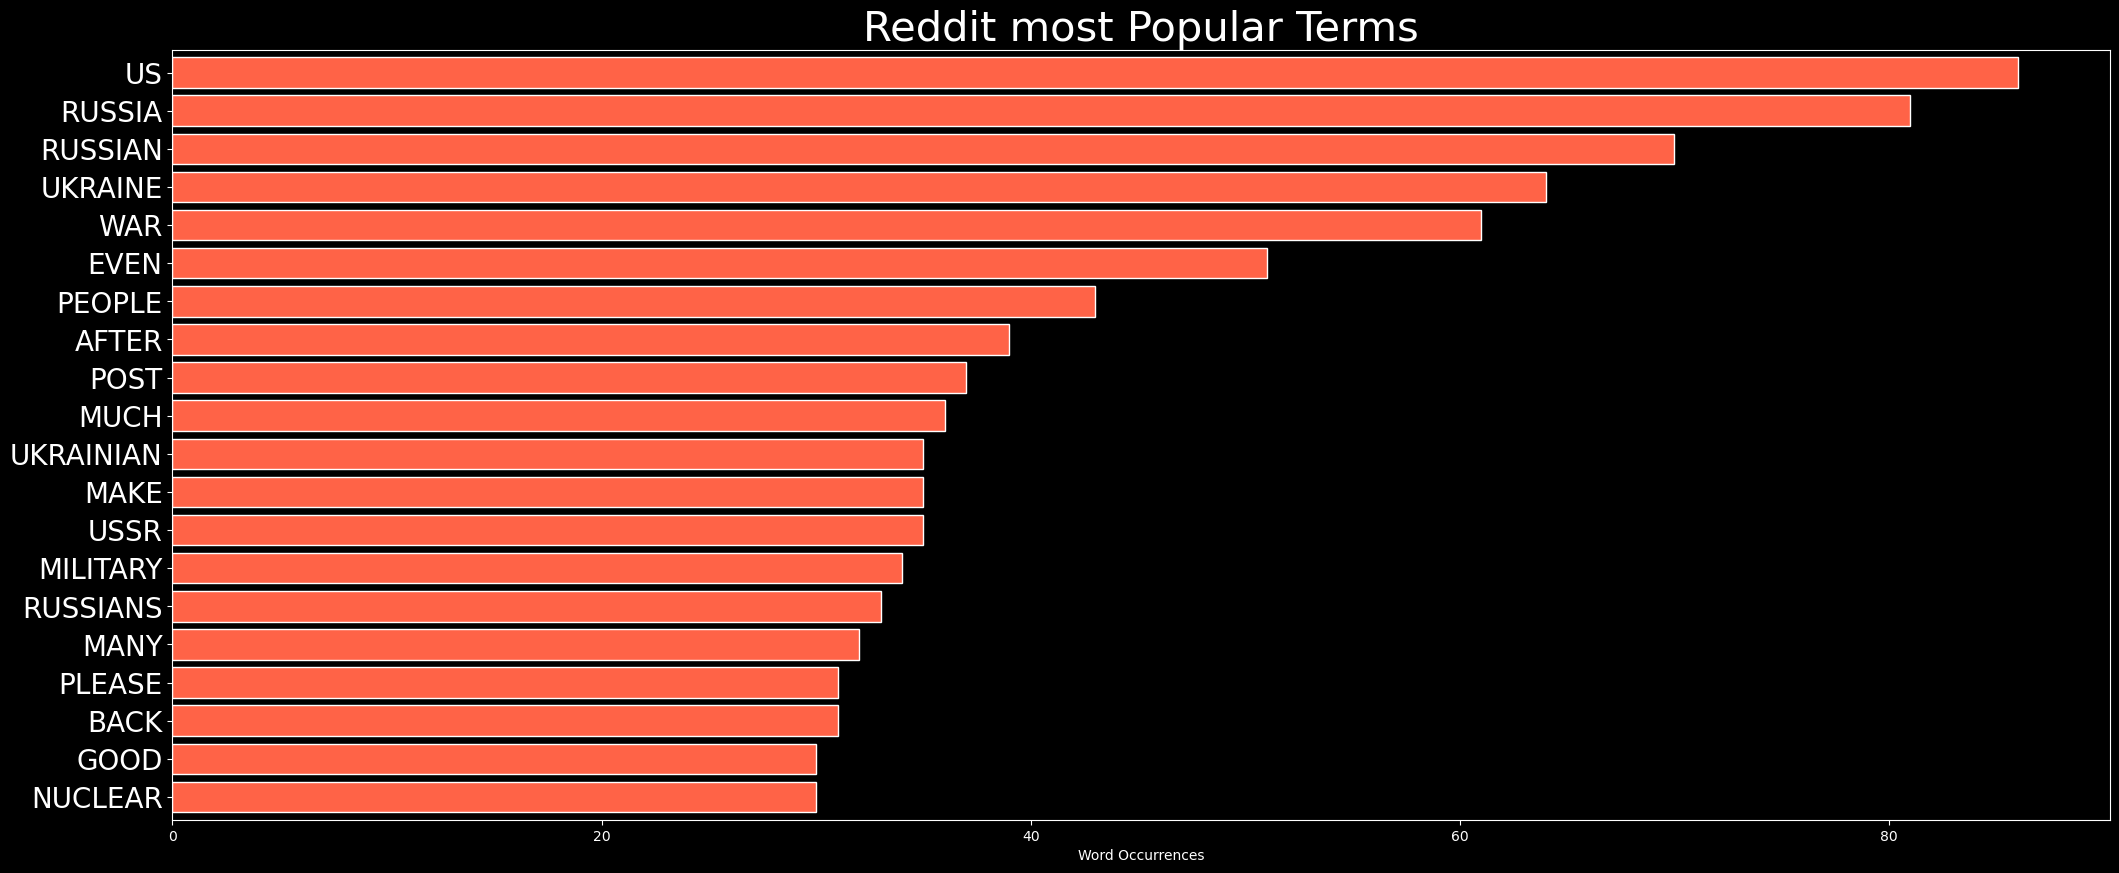 Reddit most Popular Terms
US
RUSSIA
RUSSIAN
UKRAINE
WAR
EVEN
PEOPLE
AFTER
POST
MUCH
UKRAINIAN
MAKE
USSR
MILITARY
RUSSIANS
MANY
PLEASE
BACK
GOOD
NUCLEAR
0 20 40 60 80
Word Occurrences